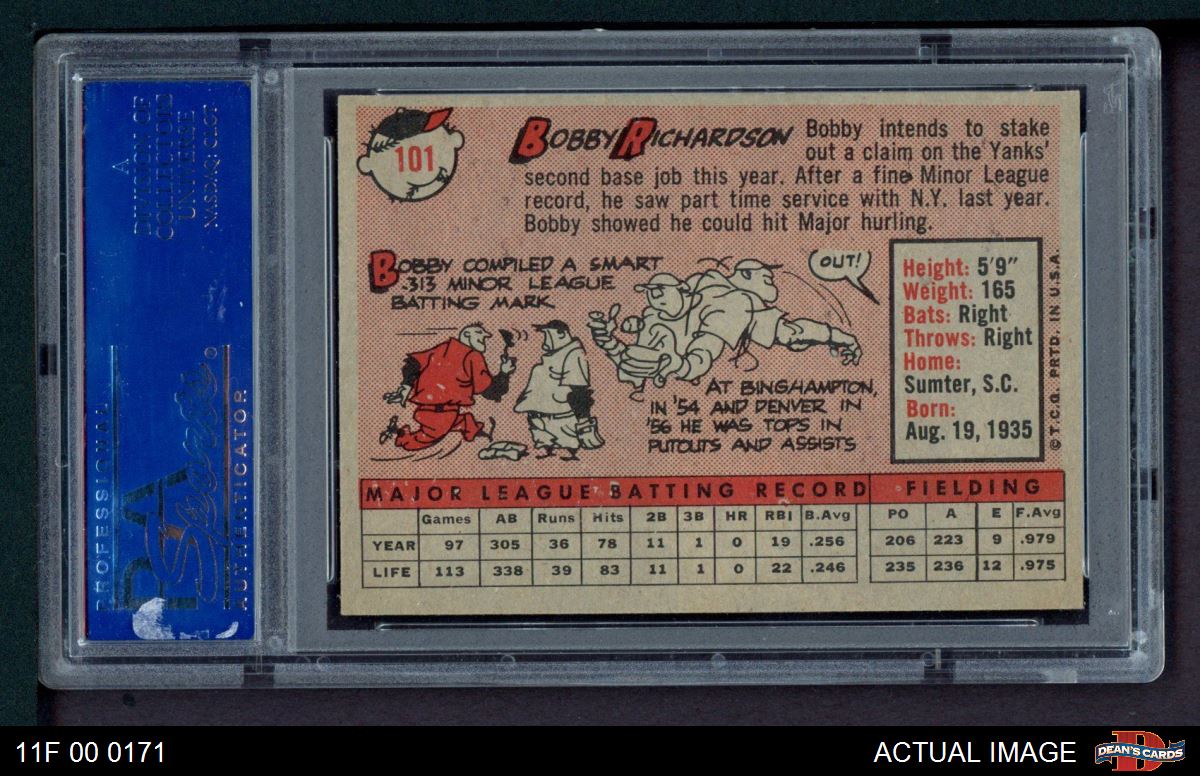 A
DIVISION OF
COLLECTORS
UNIVERSE
NASDAQ: CLCT
PROFESSIONAL
PSA
Sports
AUTHENTICATOR
101
BOBBY RICHARDSON
Bobby intends to stake
out a claim on the Yanks'
second base job this year. After a fine Minor League
record, he saw part time service with N.Y. last year.
Bobby showed he could hit Major hurling.
BOBBY COMPILED A SMART
.313 MINOR LEAGUE
BATTING MARK
OUT!
AT BINGHAMPTON,
IN '54 AND DENVER IN
'56 HE WAS TOPS IN
PUTOUTS AND ASSISTS
Height: 5'9"
Weight: 165
Bats: Right
Throws: Right
Home:
Sumter, S.C.
Born:
Aug. 19, 1935
© T.C.G. PRTD. IN U.S.A.
MAJOR LEAGUE BATTING RECORD FIELDING
Games AB Runs Hits 2B 3B HR RBI B.Avg PO A E F.Avg
YEAR 97 305 36 78 11 1 0 19 .256 206 223 9 .979
LIFE 113 338 39 83 11 1 0 22 .246 235 236 12 .975
11F 00 0171
ACTUAL IMAGE
DEAN'S CARDS